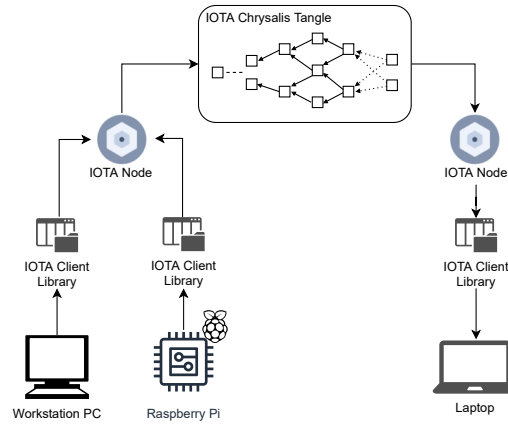 IOTA Chrysalis Tangle
IOTA Node
IOTA Node
IOTA Client
Library
IOTA Client
Library
IOTA Client
Library
Workstation PC
Raspberry Pi
Laptop